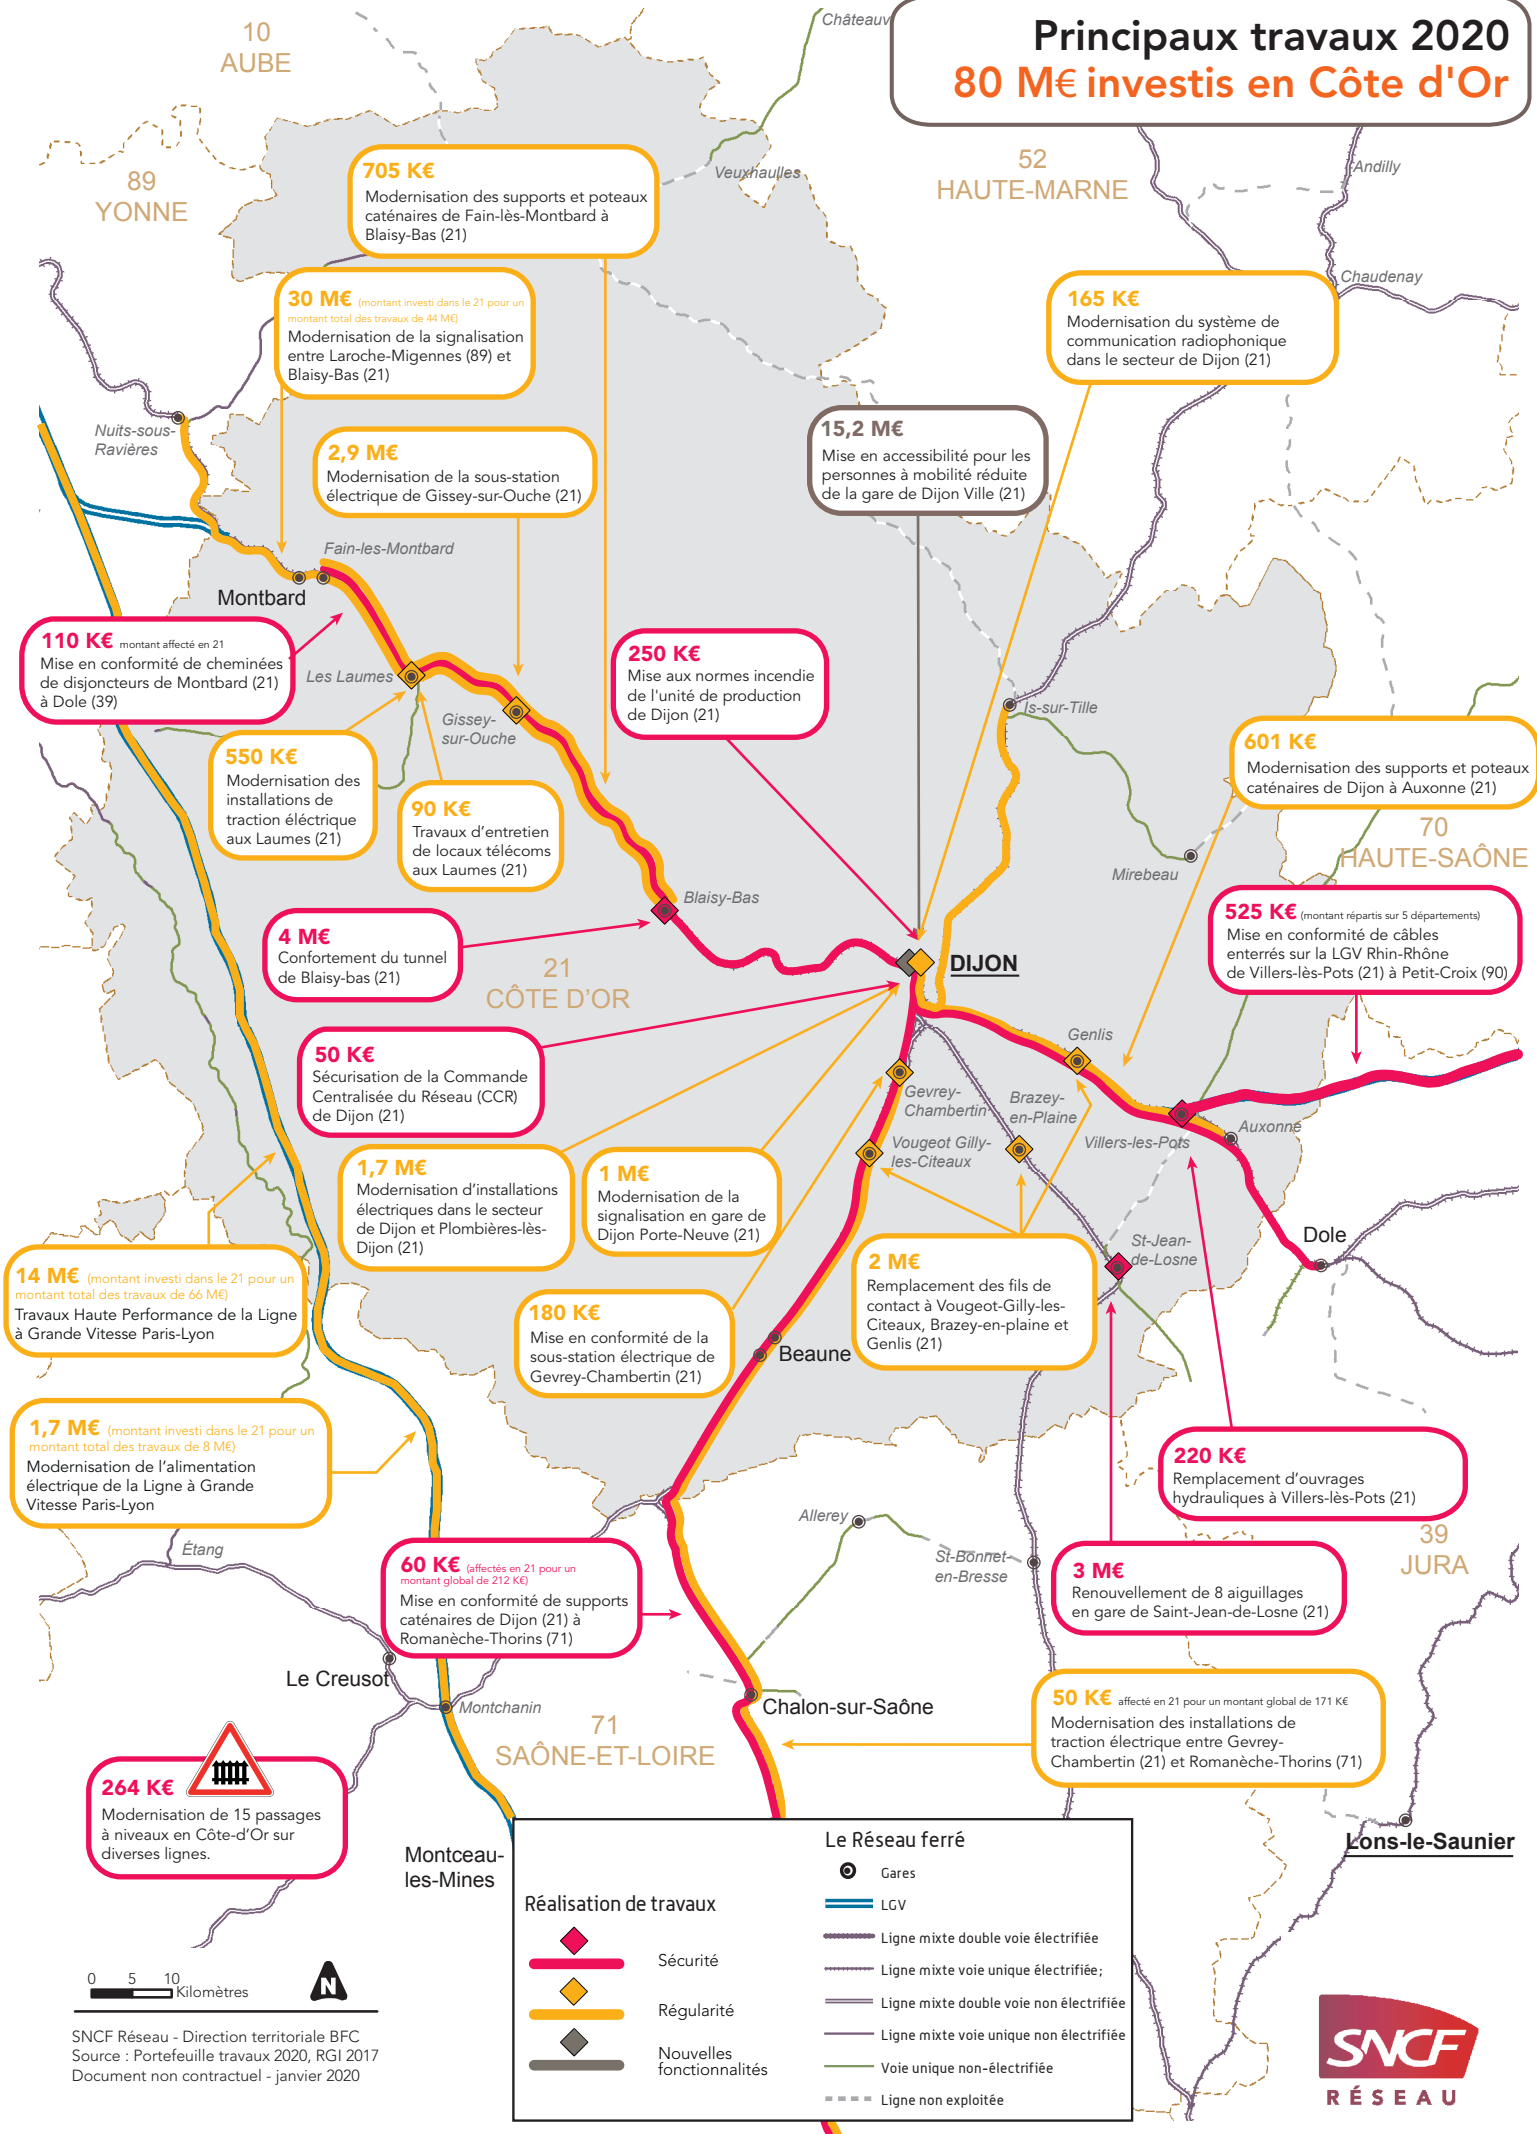 Principaux travaux 2020
80 M€ investis en Côte d'Or
10
AUBE
Châteauv
89
YONNE
52
HAUTE-MARNE
Veuxhaulles
Andilly
Chaudenay
705 K€
Modernisation des supports et poteaux
caténaires de Fain-lès-Montbard à
Blaisy-Bas (21)
30 M€ (montant investi dans le 21 pour un
montant total des travaux de 44 M€)
Modernisation de la signalisation
entre Laroche-Migennes (89) et
Blaisy-Bas (21)
165 K€
Modernisation du système de
communication radiophonique
dans le secteur de Dijon (21)
Nuits-sous-
Ravières
2,9 M€
Modernisation de la sous-station
électrique de Gissey-sur-Ouche (21)
15,2 M€
Mise en accessibilité pour les
personnes à mobilité réduite
de la gare de Dijon Ville (21)
Fain-les-Montbard
Montbard
110 K€ montant affecté en 21
Mise en conformité de cheminées
de disjoncteurs de Montbard (21)
à Dole (39)
Les Laumes
Gissey-
sur-Ouche
250 K€
Mise aux normes incendie
de l'unité de production
de Dijon (21)
Is-sur-Tille
550 K€
Modernisation des
installations de
traction éléctrique
aux Laumes (21)
90 K€
Travaux d'entretien
de locaux télécoms
aux Laumes (21)
601 K€
Modernisation des supports et poteaux
caténaires de Dijon à Auxonne (21)
70
HAUTE-SAÔNE
Mirebeau
Blaisy-Bas
4 M€
Confortement du tunnel
de Blaisy-bas (21)
21
CÔTE D'OR
DIJON
525 K€ (montant répartis sur 5 départements)
Mise en conformité de câbles
enterrés sur la LGV Rhin-Rhône
de Villers-lès-Pots (21) à Petit-Croix (90)
50 K€
Sécurisation de la Commande
Centralisée du Réseau (CCR)
de Dijon (21)
Genlis
Gevrey-
Chambertin
Brazey-
en-Plaine
Villers-les-Pots
Auxonne
Vougeot Gilly-
les-Citeaux
1,7 M€
Modernisation d'installations
électriques dans le secteur
de Dijon et Plombières-lès-
Dijon (21)
1 M€
Modernisation de la
signalisation en gare de
Dijon Porte-Neuve (21)
St-Jean-
de-Losne
Dole
14 M€ (montant investi dans le 21 pour un
montant total des travaux de 66 M€)
Travaux Haute Performance de la Ligne
à Grande Vitesse Paris-Lyon
2 M€
Remplacement des fils de
contact à Vougeot-Gilly-les-
Citeaux, Brazey-en-plaine et
Genlis (21)
180 K€
Mise en conformité de la
sous-station électrique de
Gevrey-Chambertin (21)
Beaune
1,7 M€ (montant investi dans le 21 pour un
montant total des travaux de 8 M€)
Modernisation de l'alimentation
électrique de la Ligne à Grande
Vitesse Paris-Lyon
220 K€
Remplacement d'ouvrages
hydrauliques à Villers-lès-Pots (21)
Allerey
Étang
St-Bonnet-
en-Bresse
39
JURA
60 K€ (affectés en 21 pour un
montant global de 212 K€)
Mise en conformité de supports
caténaires de Dijon (21) à
Romanèche-Thorins (71)
3 M€
Renouvellement de 8 aiguillages
en gare de Saint-Jean-de-Losne (21)
Le Creusot
Montchanin
Chalon-sur-Saône
71
SAÔNE-ET-LOIRE
50 K€ affecté en 21 pour un montant global de 171 K€
Modernisation des installations de
traction électrique entre Gevrey-
Chambertin (21) et Romanèche-Thorins (71)
264 K€
Modernisation de 15 passages
à niveaux en Côte-d'Or sur
diverses lignes.
Montceau-
les-Mines
Lons-le-Saunier
Réalisation de travaux
Sécurité
Régularité
Nouvelles
fonctionnalités
Le Réseau ferré
Gares
LGV
Ligne mixte double voie électrifiée
Ligne mixte voie unique électrifiée;
Ligne mixte double voie non électrifiée
Ligne mixte voie unique non électrifiée
Voie unique non-électrifiée
Ligne non exploitée
0 5 10
Kilomètres
N
SNCF Réseau - Direction territoriale BFC
Source : Portefeuille travaux 2020, RGI 2017
Document non contractuel - janvier 2020
SNCF
RÉSEAU